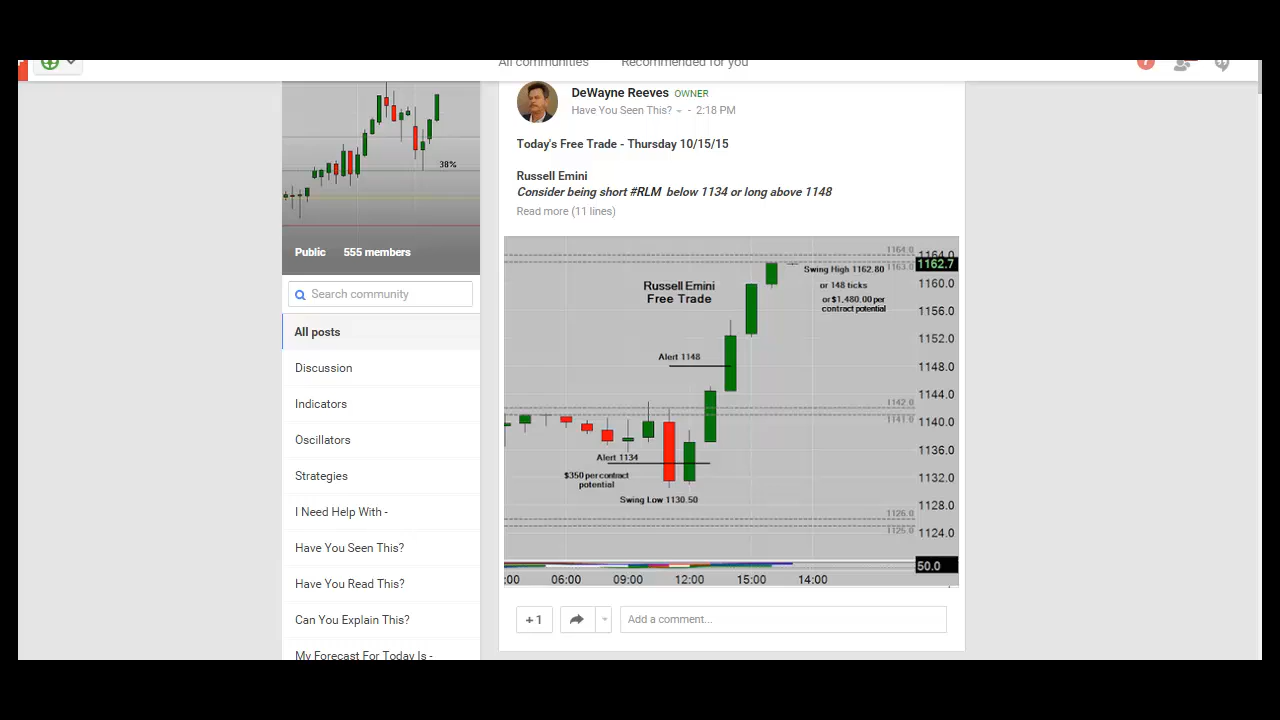 All communities Recommended for you
38%
Public 555 members
Search community
All posts
Discussion
Indicators
Oscillators
Strategies
I Need Help With -
Have You Seen This?
Have You Read This?
Can You Explain This?
My Forecast For Today Is -
DeWayne Reeves OWNER
Have You Seen This? - 2:18 PM
Today's Free Trade - Thursday 10/15/15
Russell Emini
Consider being short #RLM below 1134 or long above 1148
Read more (11 lines)
1164.0 1164.0
1163.0 1162.7
Swing High 1162.80
or 148 ticks
or $1,480.00 per
contract potential
Russell Emini
Free Trade
1160.0
1156.0
1152.0
Alert 1148
1148.0
1144.0
1142.0
1141.0
1140.0
1136.0
Alert 1134
$350 per contract
potential
1132.0
Swing Low 1130.50
1128.0
1126.0
1125.0
1124.0
50.0
:00 06:00 09:00 12:00 15:00 14:00
+1
Add a comment...